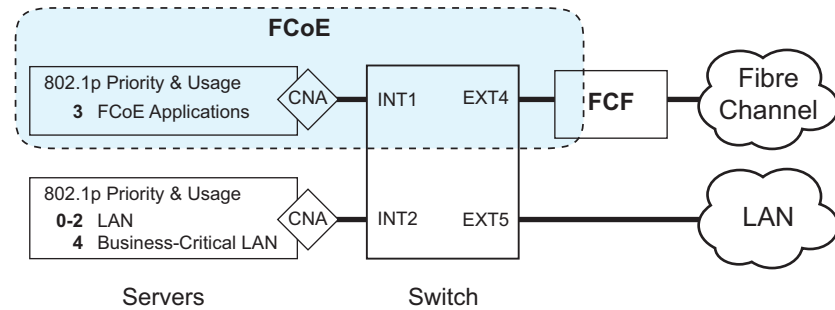 FCoE
802.1p Priority & Usage
3 FCoE Applications
CNA
INT1
EXT4
FCF
Fibre
Channel
802.1p Priority & Usage
0-2 LAN
4 Business-Critical LAN
CNA
INT2
EXT5
LAN
Servers
Switch